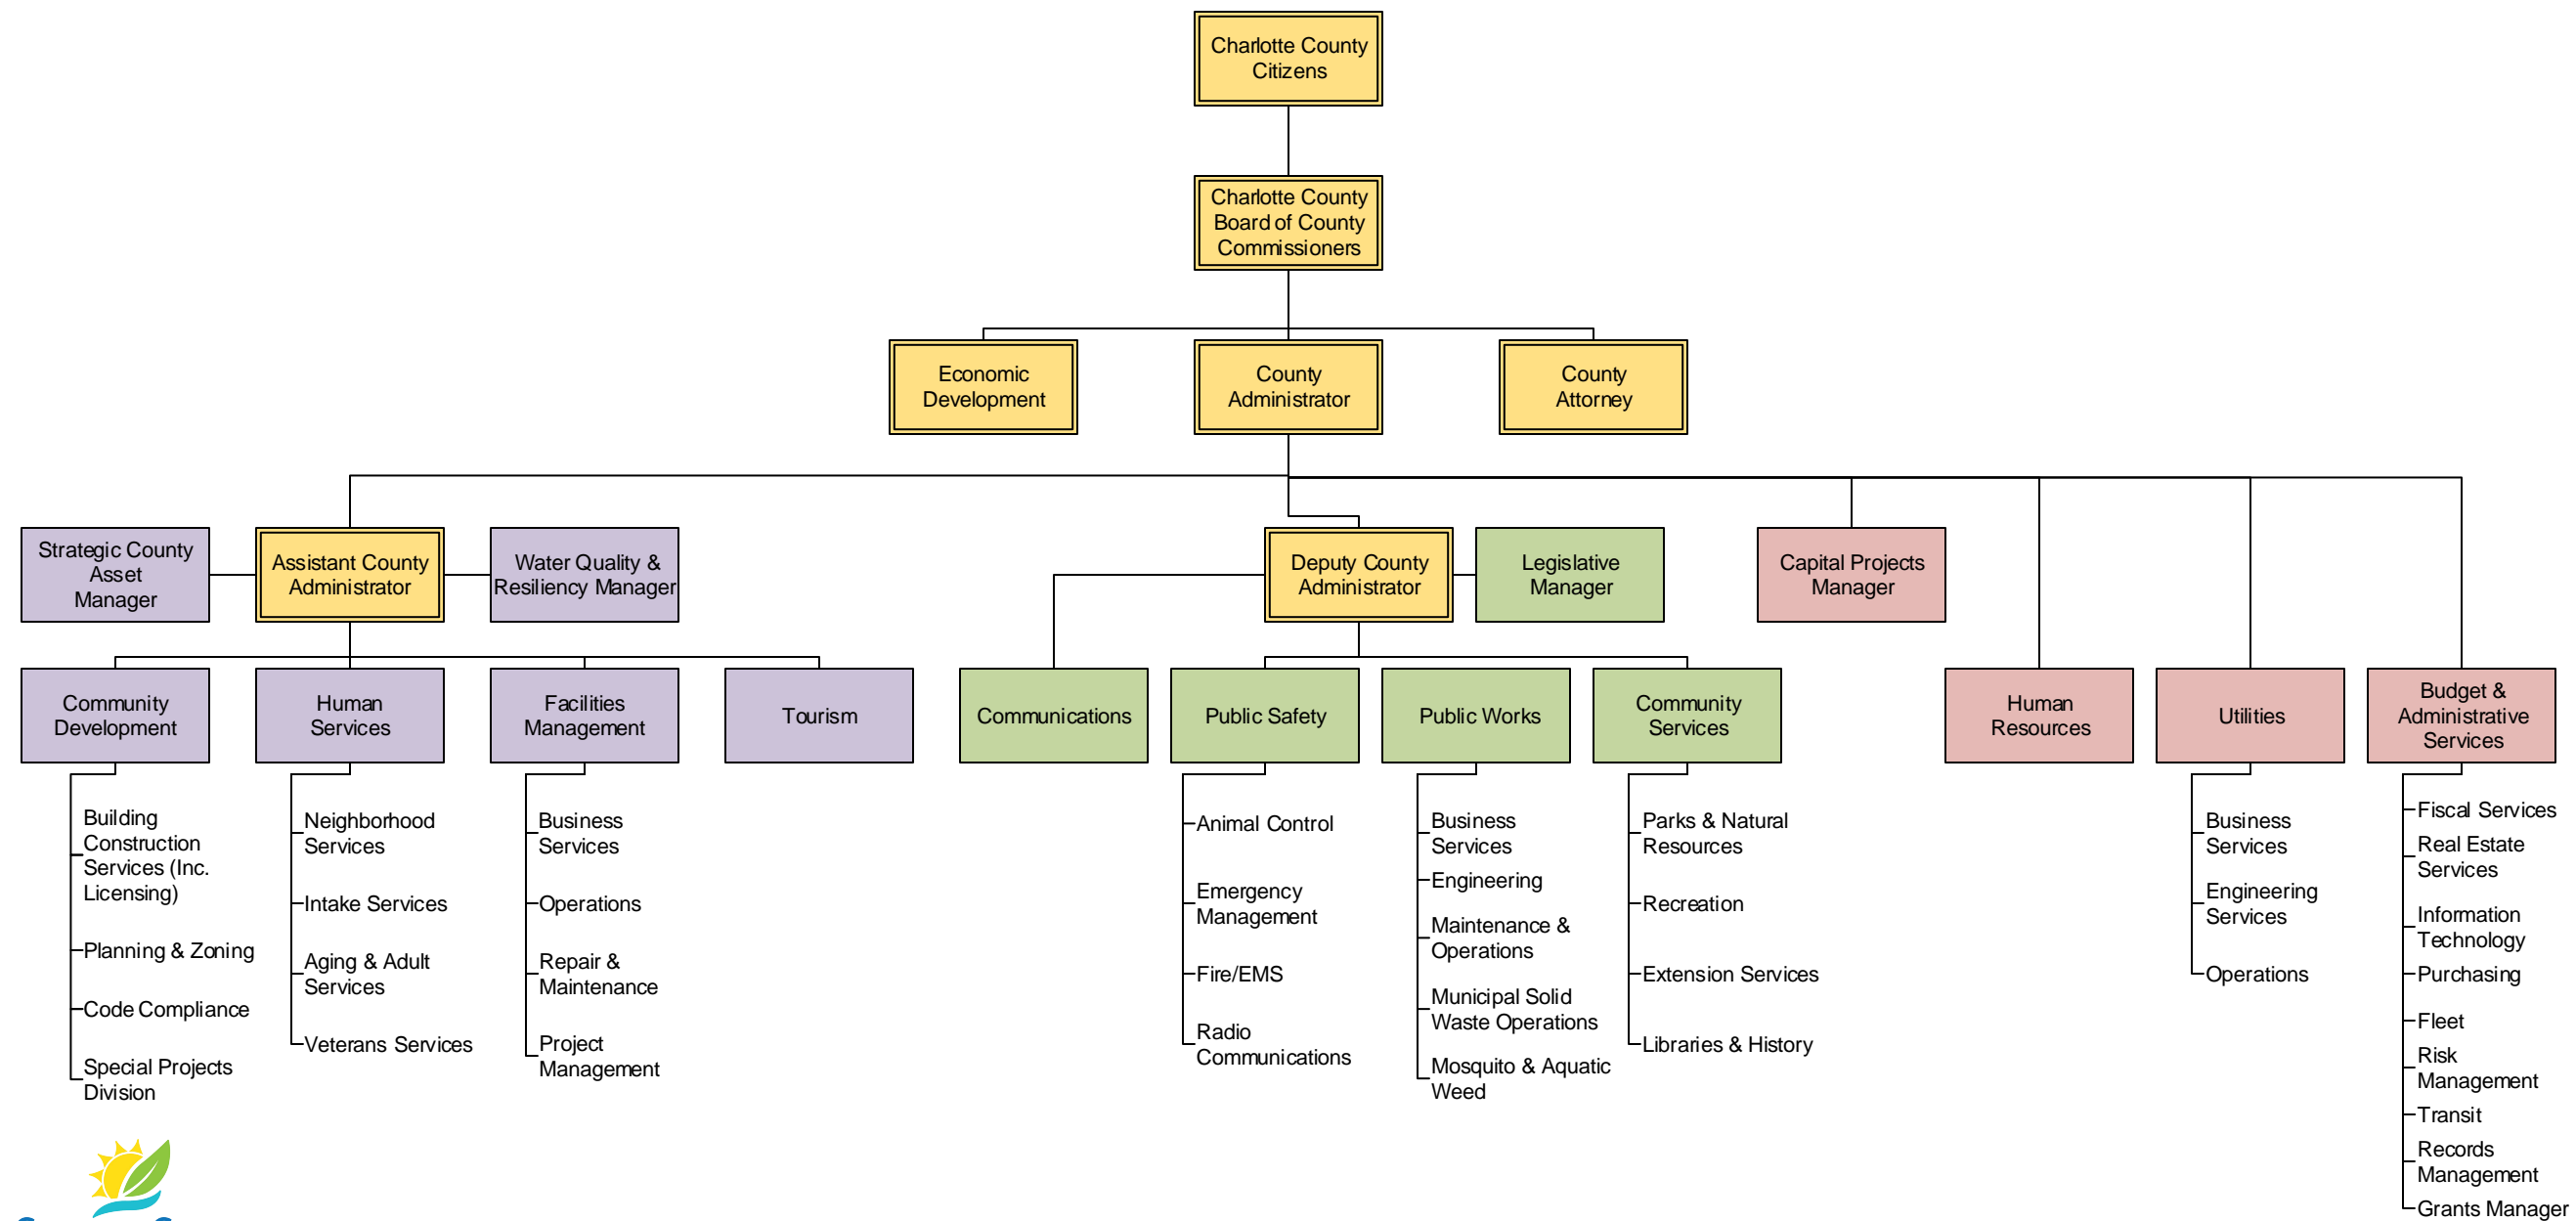 Charlotte County
Citizens
Charlotte County
Board of County
Commissioners
Economic
Development
County
Administrator
County
Attorney
Strategic County
Asset
Manager
Assistant County
Administrator
Water Quality &
Resiliency Manager
Deputy County
Administrator
Legislative
Manager
Capital Projects
Manager
Community
Development
Human
Services
Facilities
Management
Tourism
Communications
Public Safety
Public Works
Community
Services
Human
Resources
Utilities
Budget &
Administrative
Services
Building
Construction
Services (Inc.
Licensing)
Planning & Zoning
Code Compliance
Special Projects
Division
Neighborhood
Services
Intake Services
Aging & Adult
Services
Veterans Services
Business
Services
Operations
Repair &
Maintenance
Project
Management
Animal Control
Emergency
Management
Fire/EMS
Radio
Communications
Business
Services
Engineering
Maintenance &
Operations
Municipal Solid
Waste Operations
Mosquito & Aquatic
Weed
Parks & Natural
Resources
Recreation
Extension Services
Libraries & History
Business
Services
Engineering
Services
Operations
Fiscal Services
Real Estate
Services
Information
Technology
Purchasing
Fleet
Risk
Management
Transit
Records
Management
Grants Manager